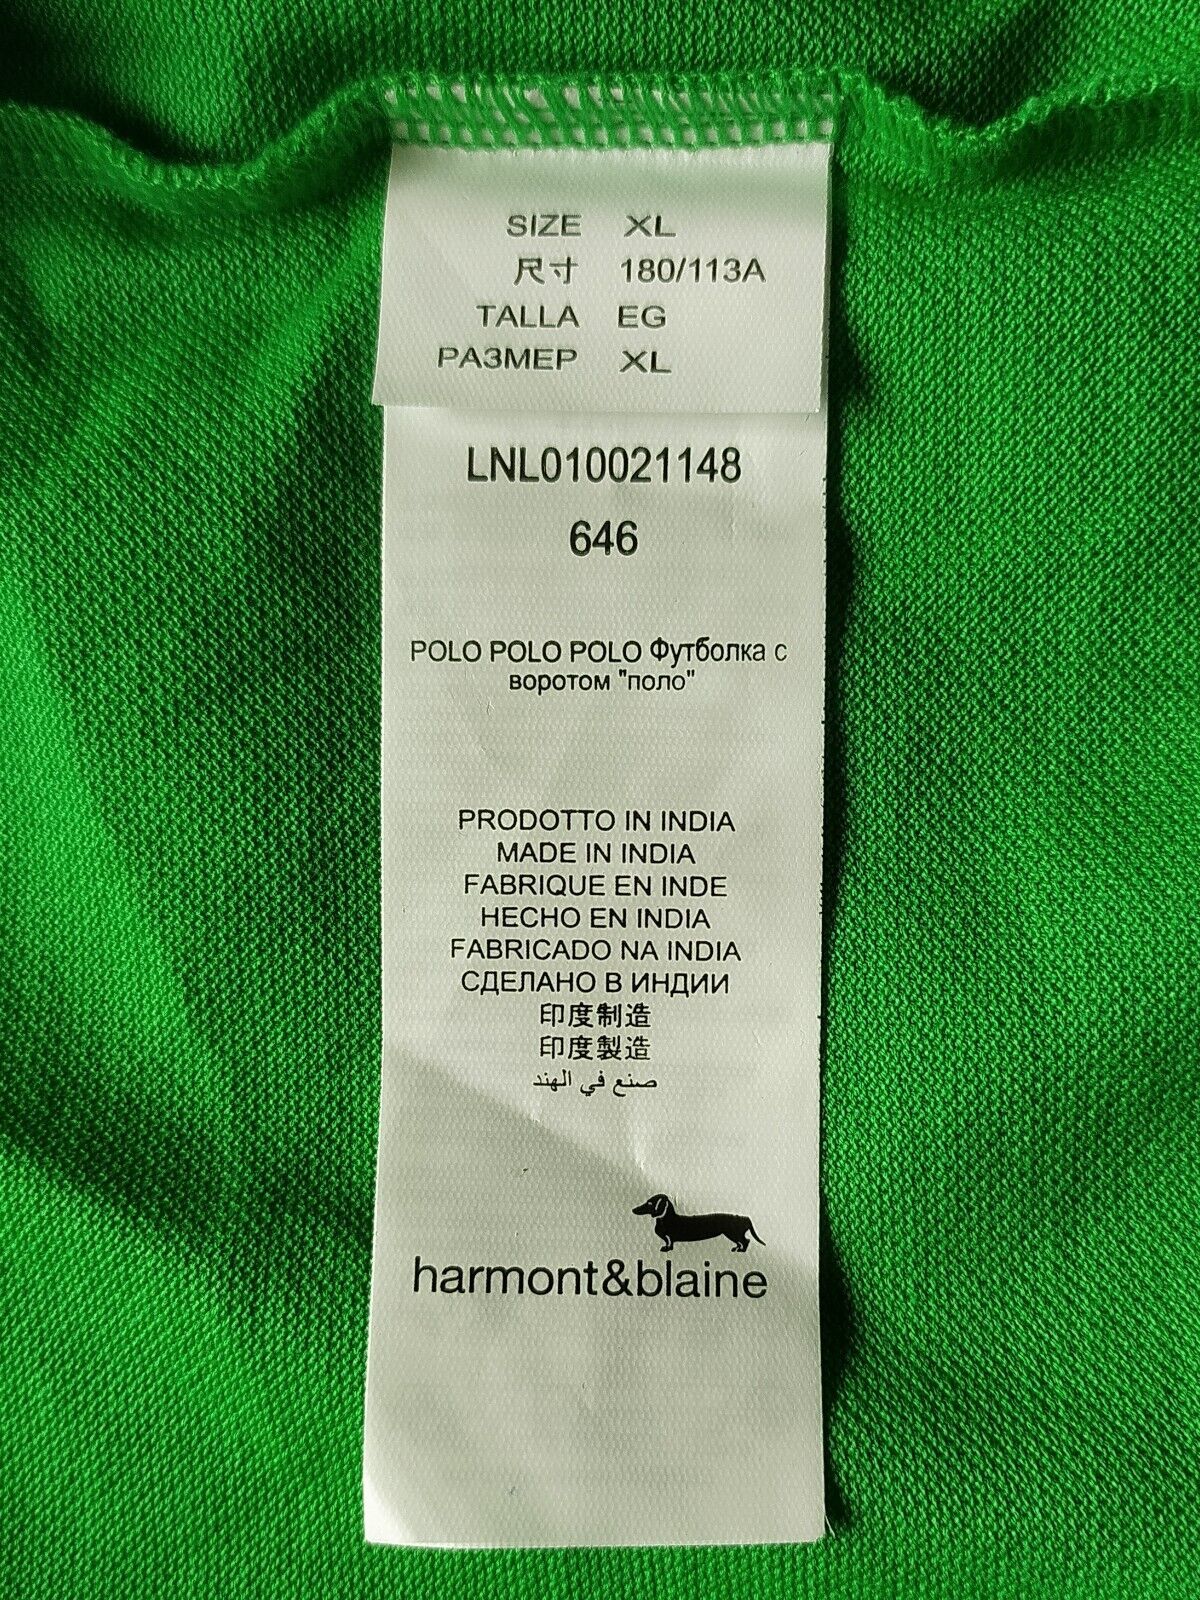 SIZE XL
尺寸 180/113A
TALLA EG
РАЗМЕР XL
LNL010021148
646
POLO POLO POLO Футболка с
воротом "поло"
PRODOTTO IN INDIA
MADE IN INDIA
FABRIQUE EN INDE
HECHO EN INDIA
FABRICADO NA INDIA
СДЕЛАНО В ИНДИИ
印度制造
印度製造
صنع في الهند
harmont&blaine